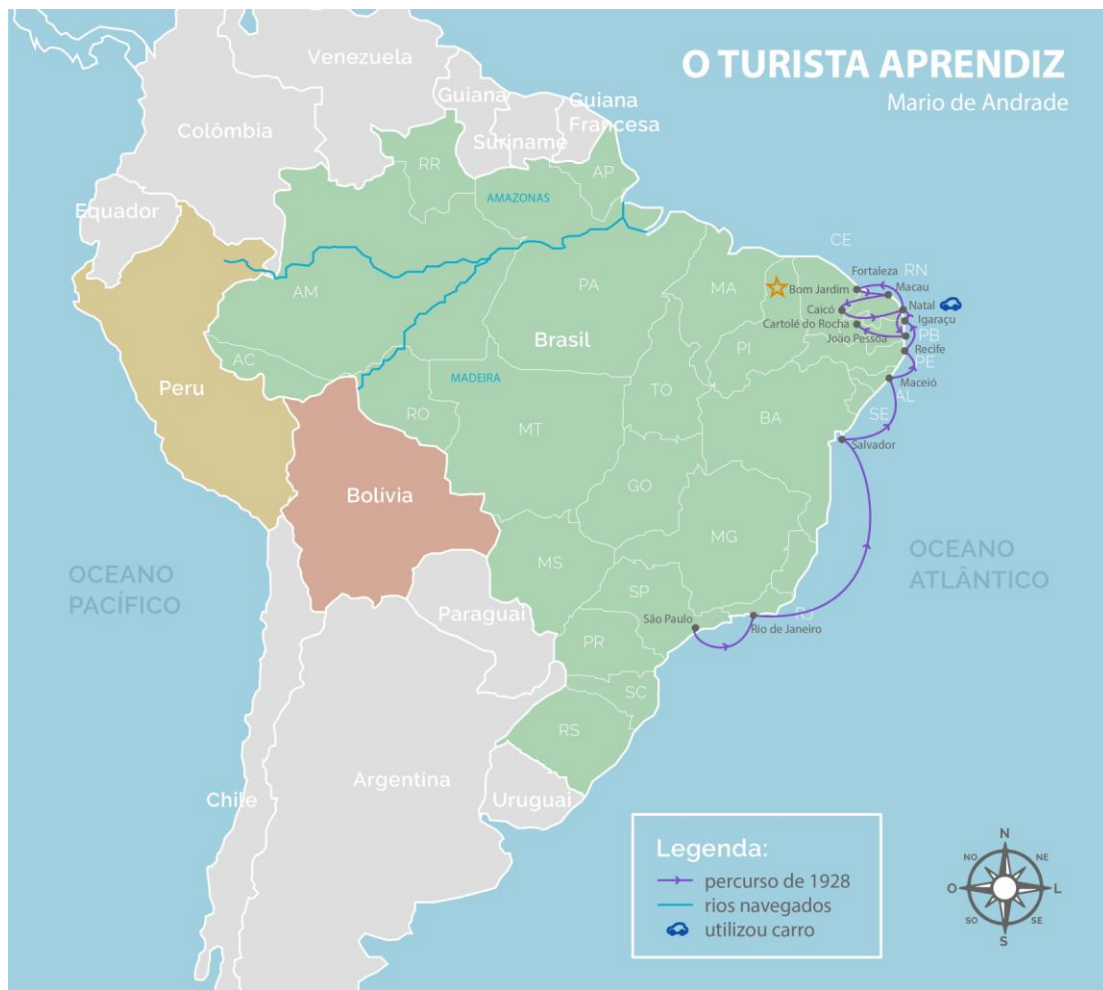 O TURISTA APRENDIZ
Mario de Andrade
Venezuela
Guiana
Guiana
Francesa
Suriname
Colômbia
Equador
RR
AP
AMAZONAS
AM
PA
MA
CE
Fortaleza
RN
Bom Jardim
Macau
Caicó
Natal
Cartolé do Rocha
Igaraçu
João Pessoa
PB
Recife
PE
Maceió
AL
SE
Salvador
AC
Peru
Brasil
PI
MADEIRA
RO
MT
TO
BA
Bolívia
GO
MG
MS
OCEANO
PACÍFICO
OCEANO
ATLÂNTICO
Paraguai
SP
São Paulo
RJ
Rio de Janeiro
PR
SC
RS
Argentina
Chile
Uruguai
Legenda:
percurso de 1928
rios navegados
utilizou carro
N
NO
NE
O
L
SO
SE
S